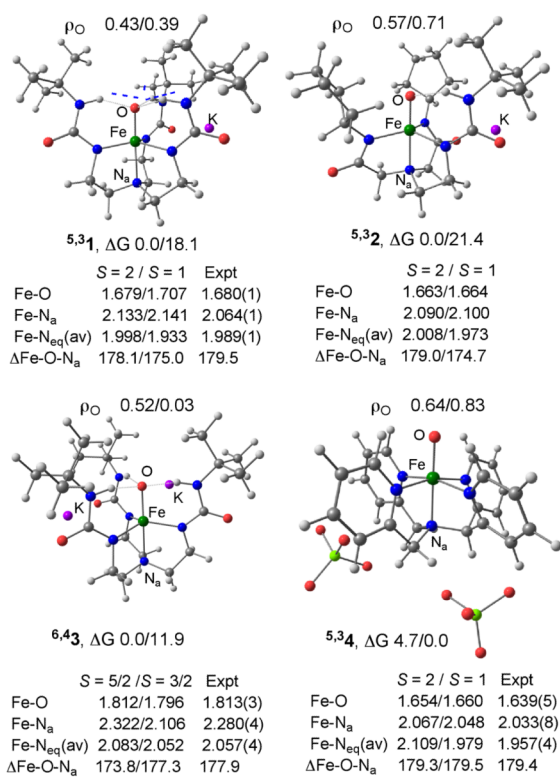 ρO 0.43/0.39
O
Fe
K
Na
5,31, ΔG 0.0/18.1
S = 2 / S = 1 Expt
Fe-O 1.679/1.707 1.680(1)
Fe-Na 2.133/2.141 2.064(1)
Fe-Neq(av) 1.998/1.933 1.989(1)
ΔFe-O-Na 178.1/175.0 179.5
ρO 0.57/0.71
O
Fe
K
Na
5,32, ΔG 0.0/21.4
S = 2 / S = 1
Fe-O 1.663/1.664
Fe-Na 2.090/2.100
Fe-Neq(av) 2.008/1.973
ΔFe-O-Na 179.0/174.7
ρO 0.52/0.03
O
K
K
Fe
Na
6,43, ΔG 0.0/11.9
S = 5/2 /S = 3/2 Expt
Fe-O 1.812/1.796 1.813(3)
Fe-Na 2.322/2.106 2.280(4)
Fe-Neq(av) 2.083/2.052 2.057(4)
ΔFe-O-Na 173.8/177.3 177.9
ρO 0.64/0.83
O
Fe
Na
5,34, ΔG 4.7/0.0
S = 2 / S = 1 Expt
Fe-O 1.654/1.660 1.639(5)
Fe-Na 2.067/2.048 2.033(8)
Fe-Neq(av) 2.109/1.979 1.957(4)
ΔFe-O-Na 179.3/179.5 179.4